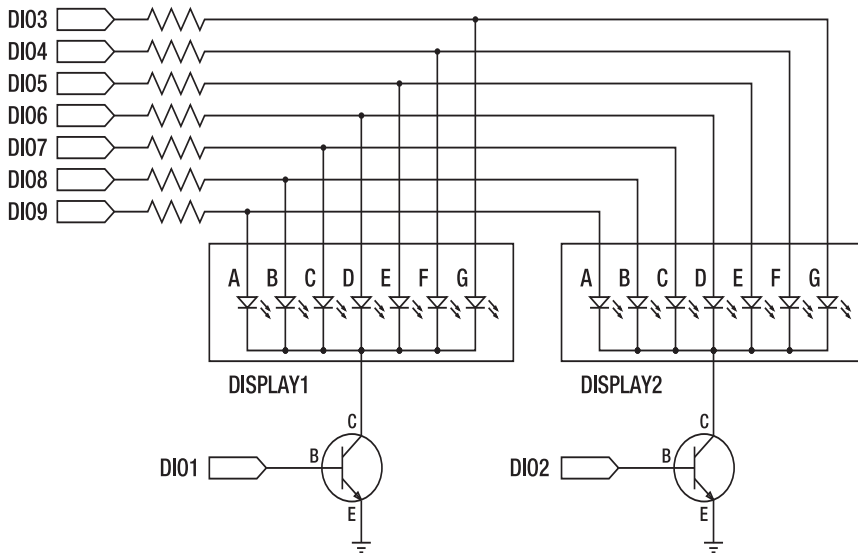 DIO3
DIO4
DIO5
DIO6
DIO7
DIO8
DIO9
A B C D E F G
A B C D E F G
DISPLAY1
DISPLAY2
C
C
DIO1
B
DIO2
B
E
E